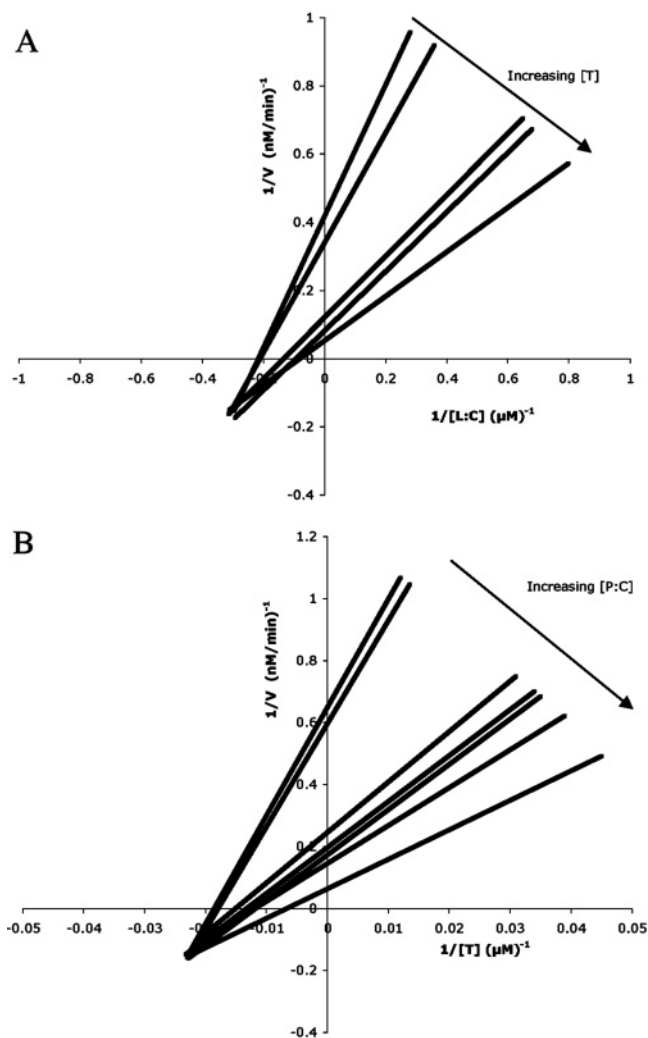 A
1
Increasing [T]
0.8
1/V (nM/min)⁻¹
0.6
0.4
0.2
0
-1 -0.8 -0.6 -0.4 -0.2 0 0.2 0.4 0.6 0.8 1
1/[L:C] (µM)⁻¹
-0.2
-0.4
B
1.2
Increasing [P:C]
1
1/V (nM/min)⁻¹
0.8
0.6
0.4
0.2
0
-0.05 -0.04 -0.03 -0.02 -0.01 0 0.01 0.02 0.03 0.04 0.05
1/[T] (µM)⁻¹
-0.2
-0.4